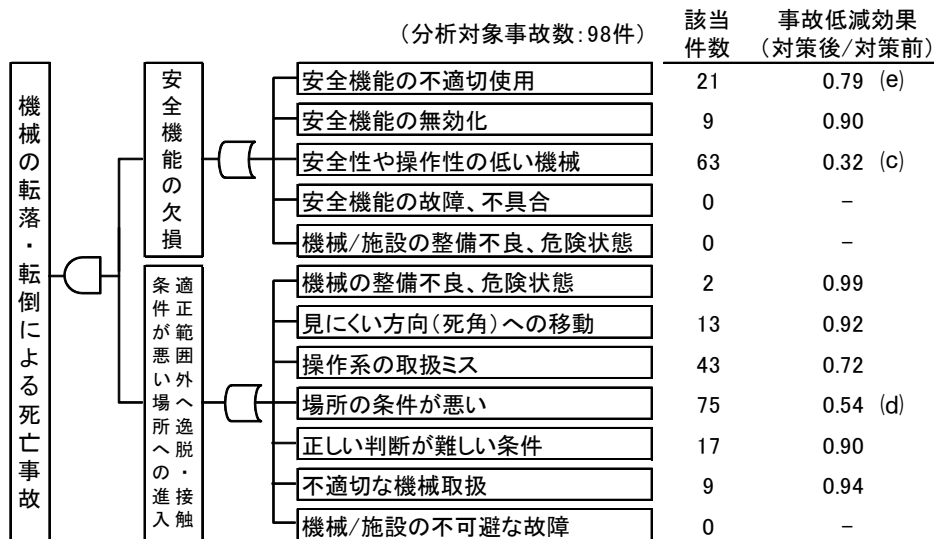 (分析対象事故数:98件)
該当
件数
事故低減効果
(対策後/対策前)
機械の転落・転倒による死亡事故
安全機能の欠損
安全機能の不適切使用 21 0.79 (e)
安全機能の無効化 9 0.90
安全性や操作性の低い機械 63 0.32 (c)
安全機能の故障、不具合 0 −
機械/施設の整備不良、危険状態 0 −
適正範囲外へ逸脱・接触
条件が悪い場所への進入
機械の整備不良、危険状態 2 0.99
見にくい方向(死角)への移動 13 0.92
操作系の取扱ミス 43 0.72
場所の条件が悪い 75 0.54 (d)
正しい判断が難しい条件 17 0.90
不適切な機械取扱 9 0.94
機械/施設の不可避な故障 0 −